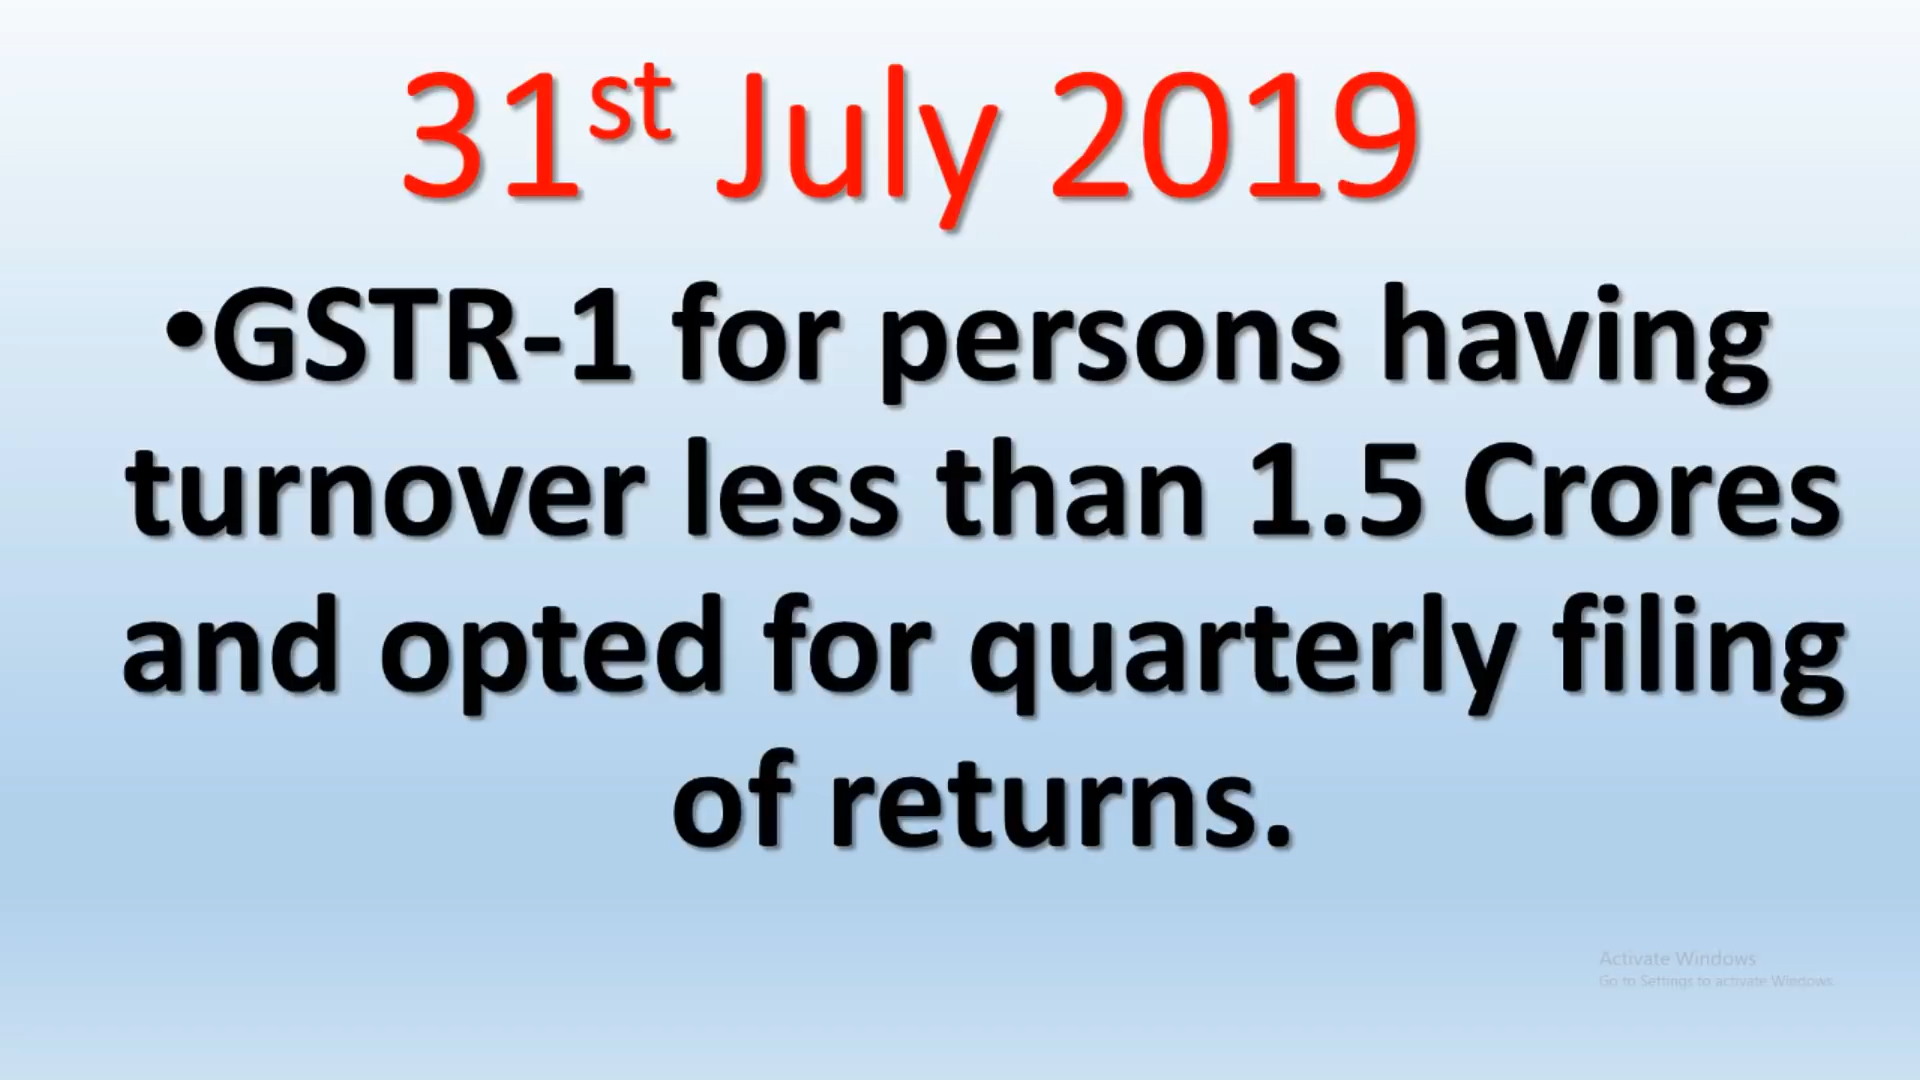 31st July 2019
•GSTR-1 for persons having
turnover less than 1.5 Crores
and opted for quarterly filing
of returns.
Activate Windows
Go to Settings to activate Windows.